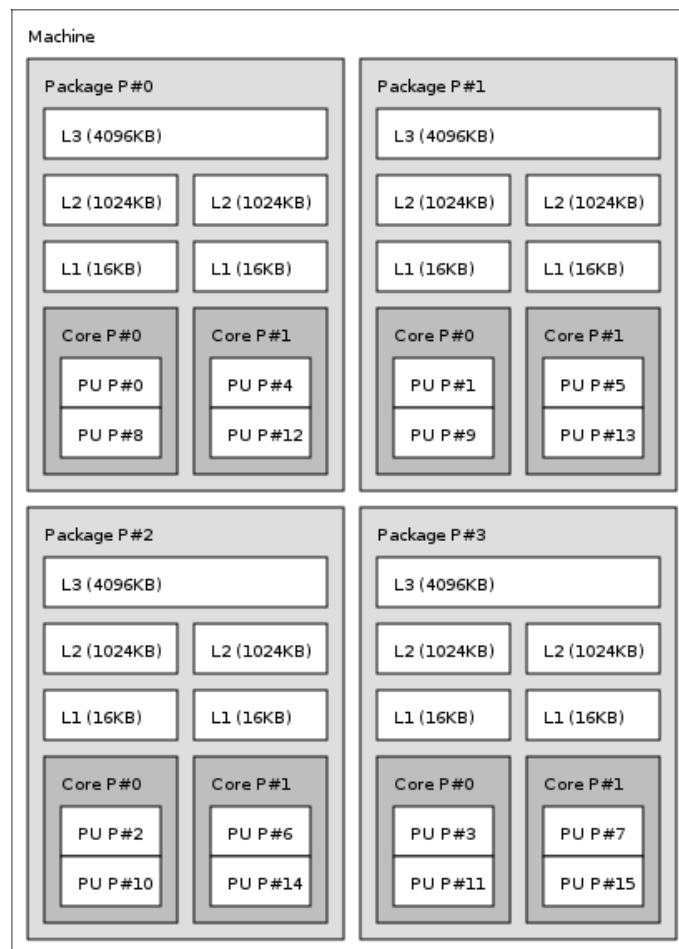 Machine
Package P#0
L3 (4096KB)
L2 (1024KB) L2 (1024KB)
L1 (16KB) L1 (16KB)
Core P#0 Core P#1
PU P#0 PU P#4
PU P#8 PU P#12
Package P#1
L3 (4096KB)
L2 (1024KB) L2 (1024KB)
L1 (16KB) L1 (16KB)
Core P#0 Core P#1
PU P#1 PU P#5
PU P#9 PU P#13
Package P#2
L3 (4096KB)
L2 (1024KB) L2 (1024KB)
L1 (16KB) L1 (16KB)
Core P#0 Core P#1
PU P#2 PU P#6
PU P#10 PU P#14
Package P#3
L3 (4096KB)
L2 (1024KB) L2 (1024KB)
L1 (16KB) L1 (16KB)
Core P#0 Core P#1
PU P#3 PU P#7
PU P#11 PU P#15